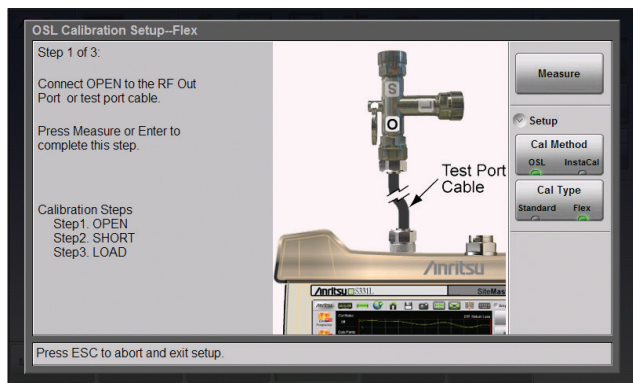 OSL Calibration Setup--Flex
Step 1 of 3:
Connect OPEN to the RF Out
Port or test port cable.
Press Measure or Enter to
complete this step.
Calibration Steps
Step1. OPEN
Step2. SHORT
Step3. LOAD
S
L
O
Test Port
Cable
Anritsu
Anritsu S331L
SiteMas
Measure
Setup
Cal Method
OSL InstaCal
Cal Type
Standard Flex
Press ESC to abort and exit setup.